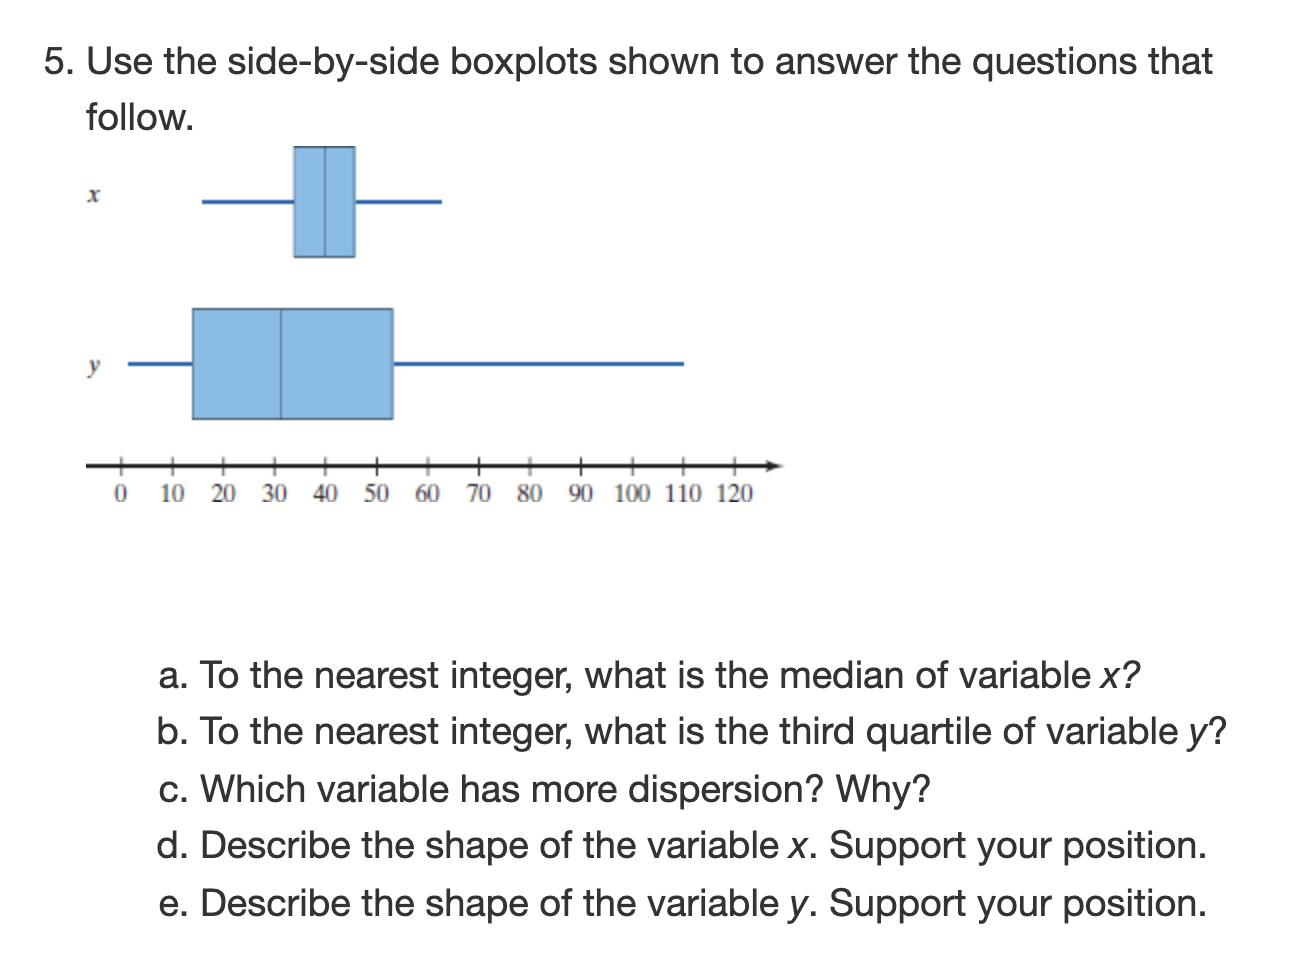 5. Use the side-by-side boxplots shown to answer the questions that
follow.
x
y
0 10 20 30 40 50 60 70 80 90 100 110 120
a. To the nearest integer, what is the median of variable x?
b. To the nearest integer, what is the third quartile of variable y?
c. Which variable has more dispersion? Why?
d. Describe the shape of the variable x. Support your position.
e. Describe the shape of the variable y. Support your position.